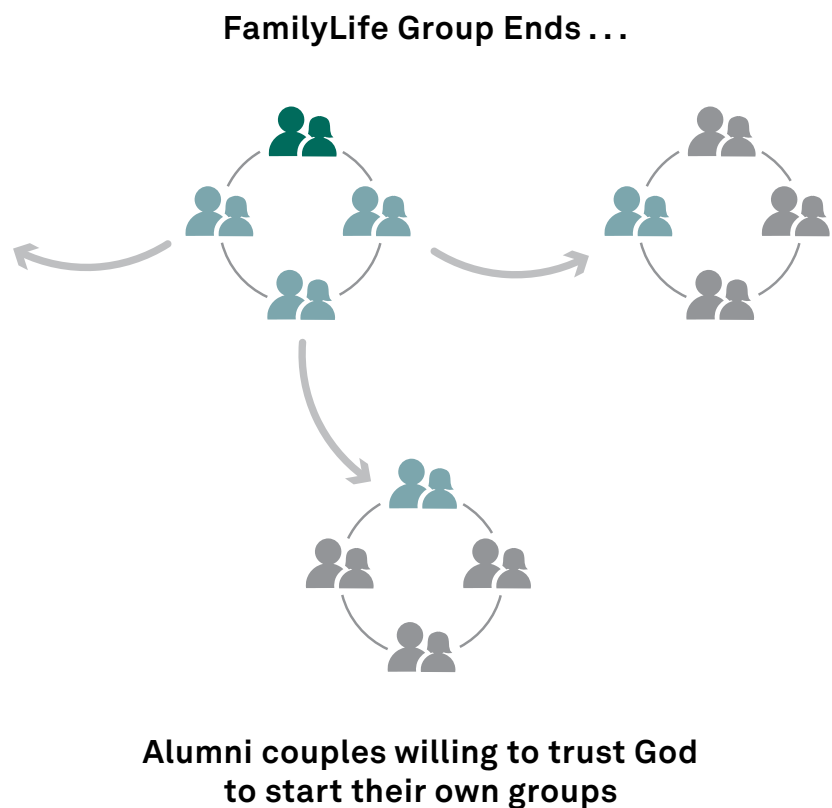 FamilyLife Group Ends . . .
Alumni couples willing to trust God
to start their own groups